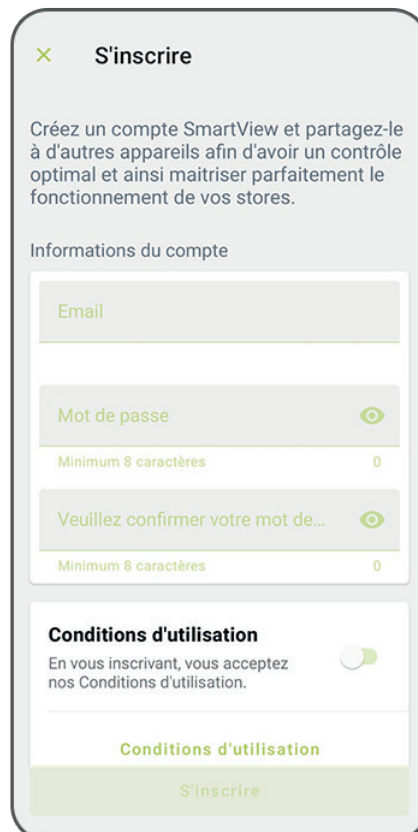 S'inscrire
Créez un compte SmartView et partagez-le
à d'autres appareils afin d'avoir un contrôle
optimal et ainsi maitriser parfaitement le
fonctionnement de vos stores.
Informations du compte
Email
Mot de passe
Minimum 8 caractères 0
Veuillez confirmer votre mot de...
Minimum 8 caractères 0
Conditions d'utilisation
En vous inscrivant, vous acceptez
nos Conditions d'utilisation.
Conditions d'utilisation
S'inscrire